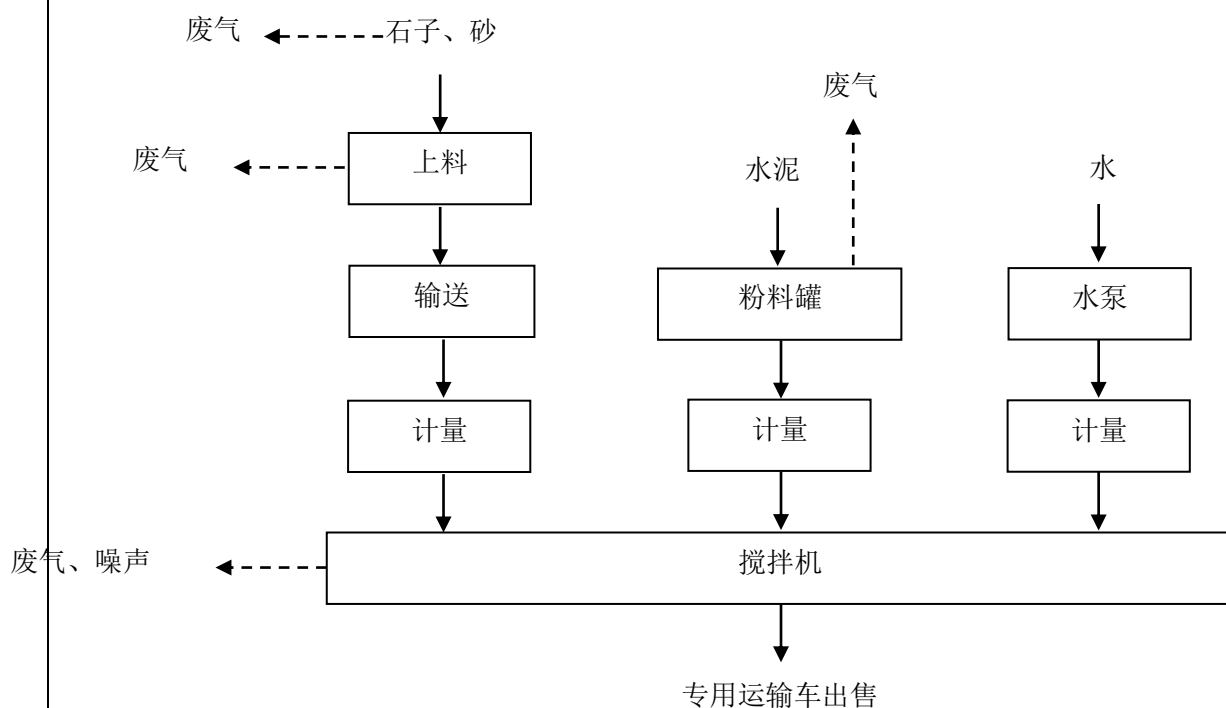 废气
石子、砂
废气
废气
上料
水泥
水
输送
粉料罐
水泵
计量
计量
计量
废气、噪声
搅拌机
专用运输车出售